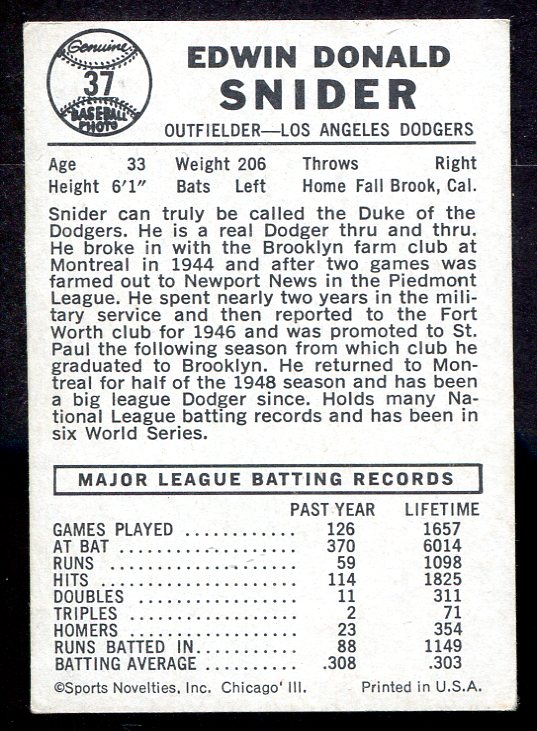 Genuine
37
BASEBALL
PHOTO
EDWIN DONALD
SNIDER
OUTFIELDER—LOS ANGELES DODGERS
Age 33 Weight 206 Throws Right
Height 6'1" Bats Left Home Fall Brook, Cal.
Snider can truly be called the Duke of the
Dodgers. He is a real Dodger thru and thru.
He broke in with the Brooklyn farm club at
Montreal in 1944 and after two games was
farmed out to Newport News in the Piedmont
League. He spent nearly two years in the mili-
tary service and then reported to the Fort
Worth club for 1946 and was promoted to St.
Paul the following season from which club he
graduated to Brooklyn. He returned to Mon-
treal for half of the 1948 season and has been
a big league Dodger since. Holds many Na-
tional League batting records and has been in
six World Series.
MAJOR LEAGUE BATTING RECORDS
PAST YEAR LIFETIME
GAMES PLAYED ............ 126 1657
AT BAT .................... 370 6014
RUNS ...................... 59 1098
HITS ....................... 114 1825
DOUBLES .................. 11 311
TRIPLES ................... 2 71
HOMERS ................... 23 354
RUNS BATTED IN........... 88 1149
BATTING AVERAGE .......... .308 .303
©Sports Novelties, Inc. Chicago' Ill. Printed in U.S.A.